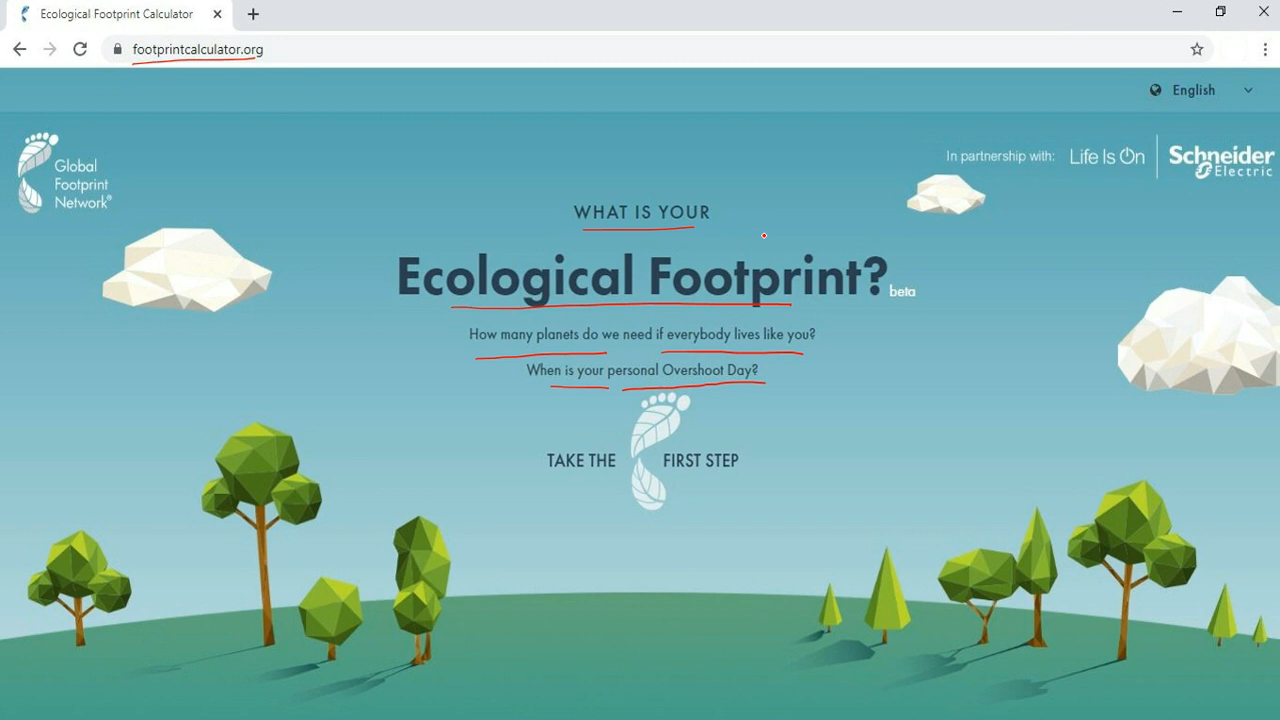 Ecological Footprint Calculator
footprintcalculator.org
English
Global
Footprint
Network®
In partnership with: Life Is On Schneider Electric
WHAT IS YOUR
Ecological Footprint? beta
How many planets do we need if everybody lives like you?
When is your personal Overshoot Day?
TAKE THE FIRST STEP